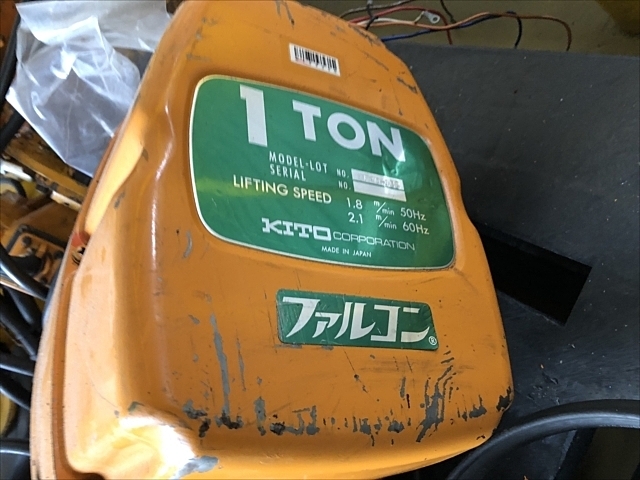 1 TON
MODEL-LOT NO.
SERIAL NO.
LIFTING SPEED 1.8 m/min 50Hz
2.1 m/min 60Hz
KITO CORPORATION
MADE IN JAPAN
ファルコン®